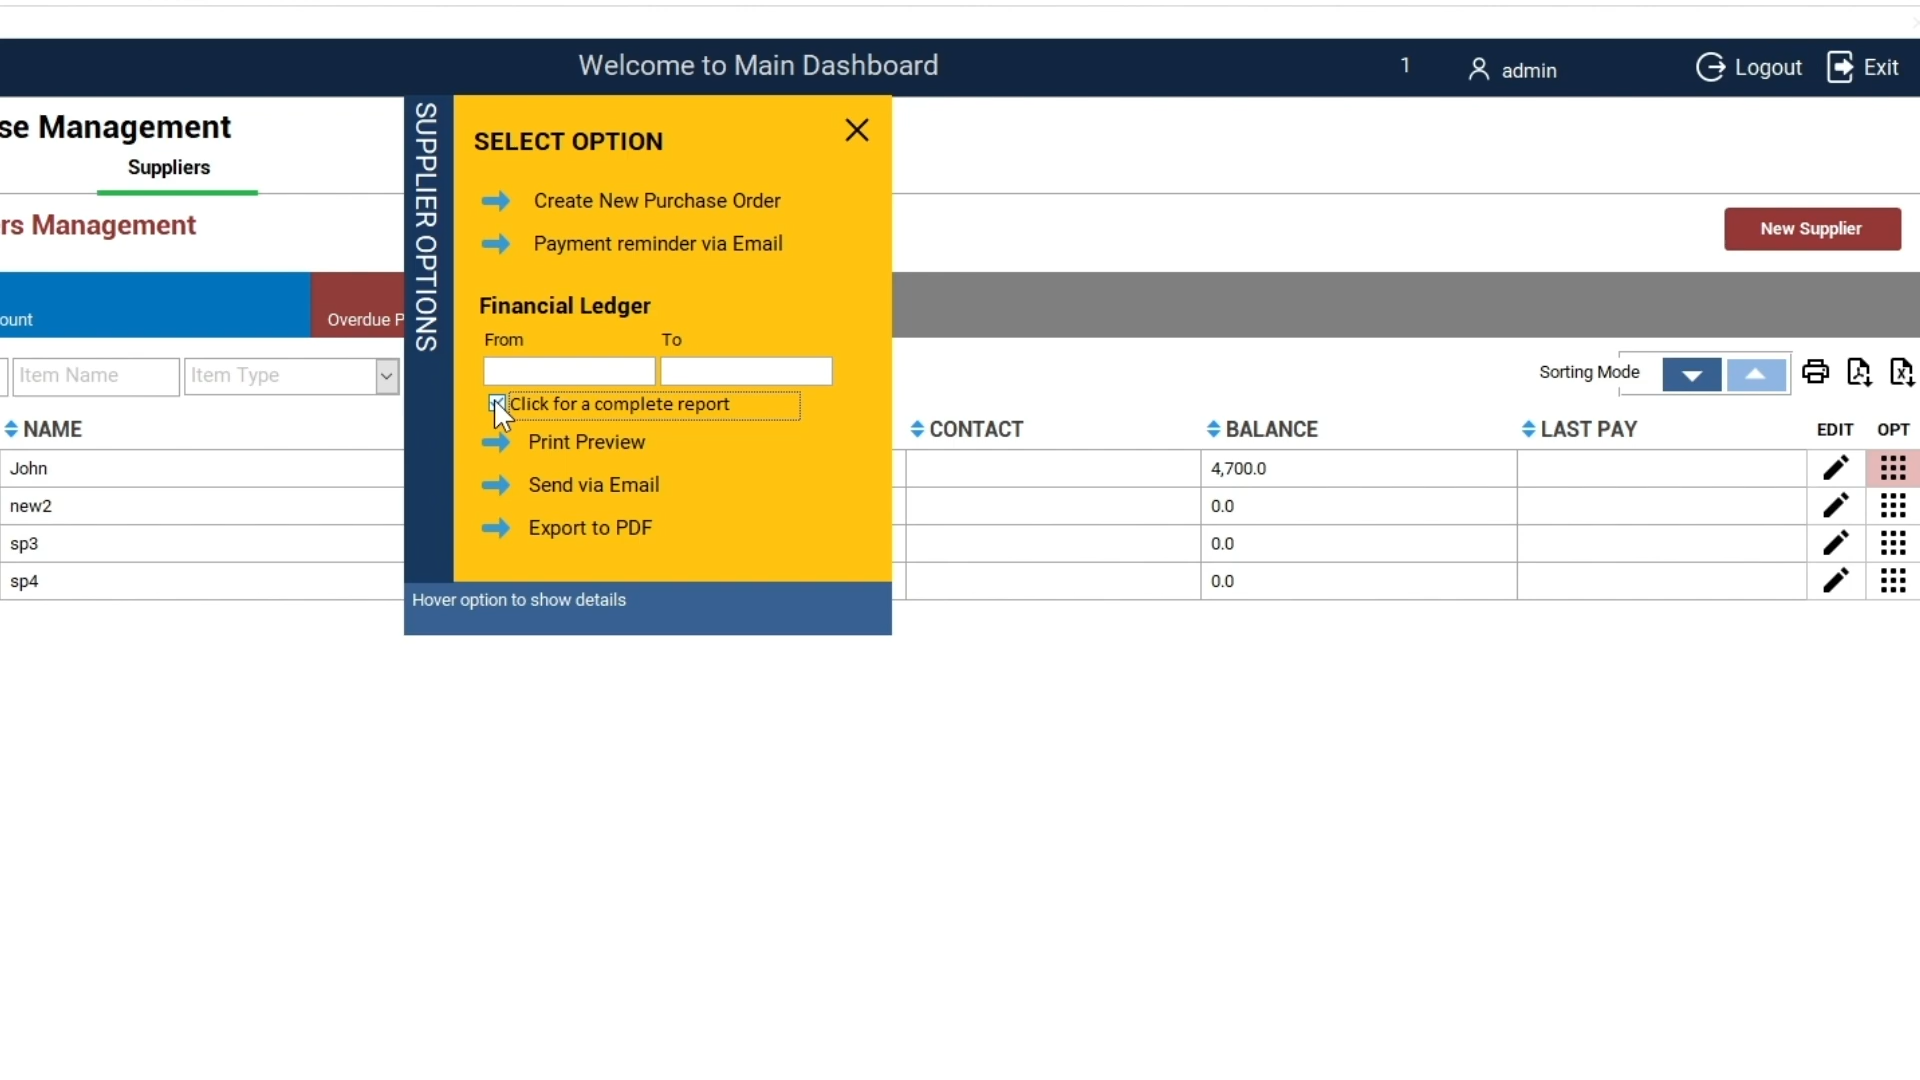 Welcome to Main Dashboard
1
admin
Logout
Exit
se Management
Suppliers
rs Management
New Supplier
ount
Overdue P
Item Name
Item Type
SUPPLIER OPTIONS
SELECT OPTION
Create New Purchase Order
Payment reminder via Email
Financial Ledger
From To
Click for a complete report
Print Preview
Send via Email
Export to PDF
Hover option to show details
Sorting Mode
NAME CONTACT BALANCE LAST PAY EDIT OPT
John 4,700.0
new2 0.0
sp3 0.0
sp4 0.0